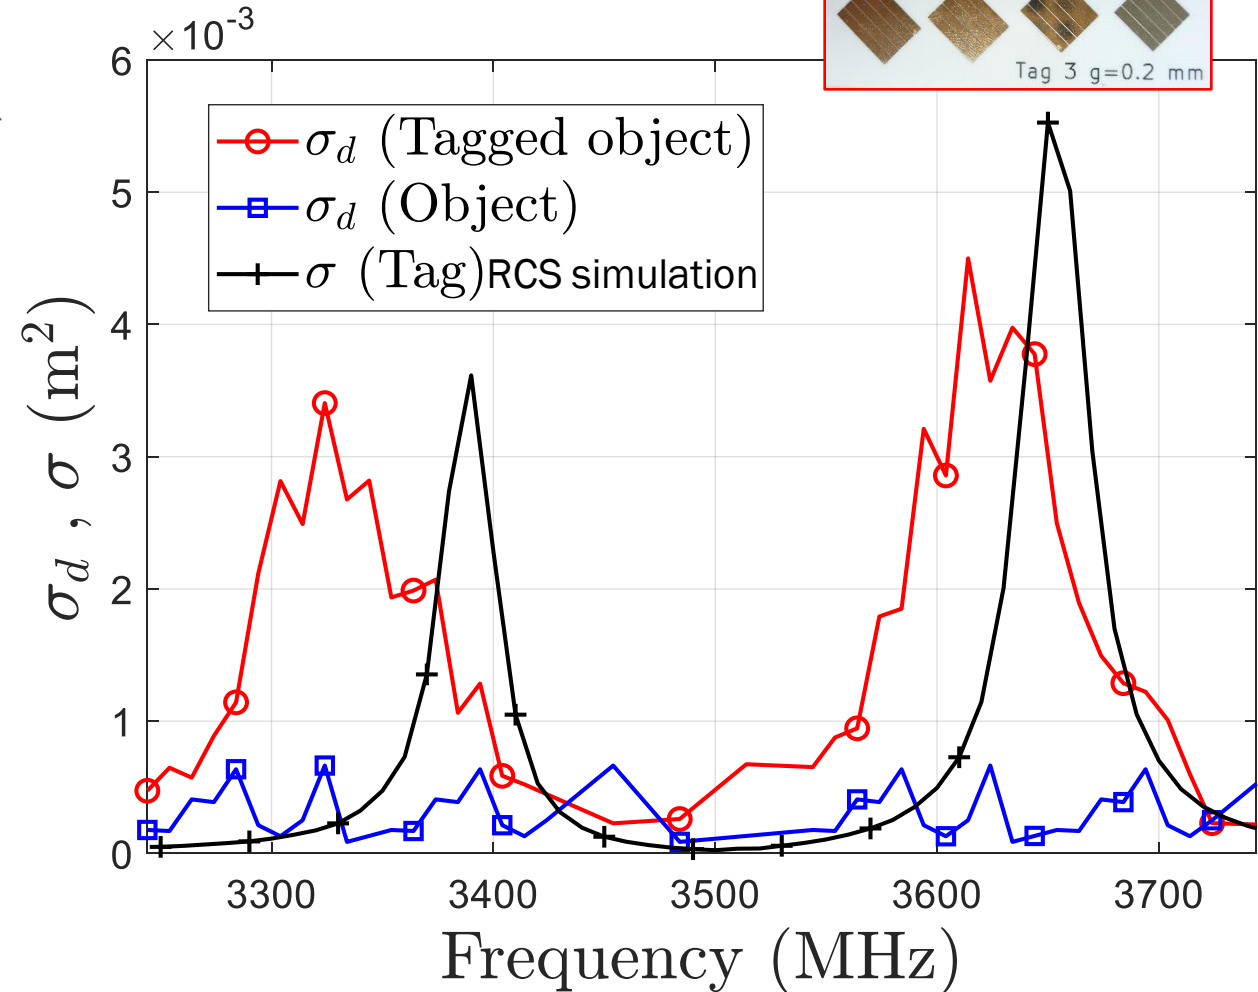 ×10⁻³
Tag 3 g=0.2 mm
6
5
4
3
2
1
0
σ_d (Tagged object)
σ_d (Object)
σ (Tag)RCS simulation
σ_d , σ (m²)
3300 3400 3500 3600 3700
Frequency (MHz)